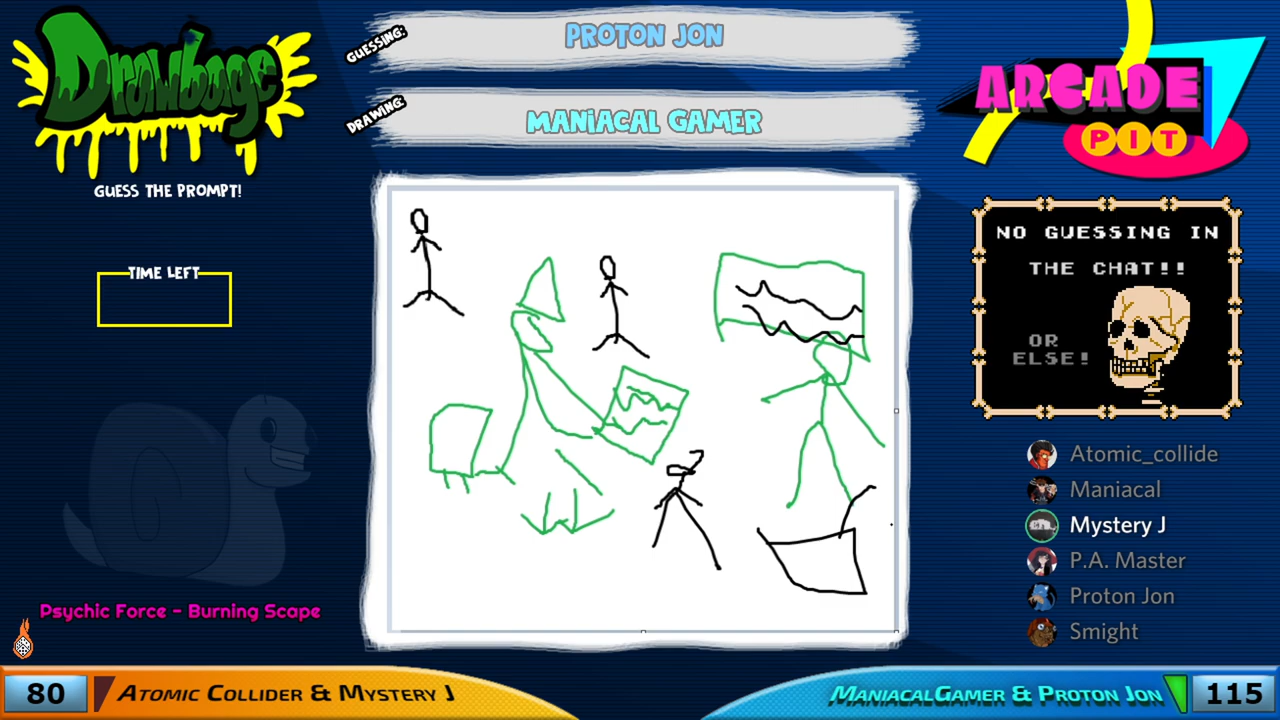 Drawbage
GUESS THE PROMPT!
TIME LEFT
Psychic Force - Burning Scape
GUESSING:
PROTON JON
DRAWING:
MANIACAL GAMER
ARCADE
PIT
NO GUESSING IN
THE CHAT!!
OR
ELSE!
Atomic_collide
Maniacal
Mystery J
P.A. Master
Proton Jon
Smight
80
ATOMIC COLLIDER & MYSTERY J
MANIACALGAMER & PROTON JON
115